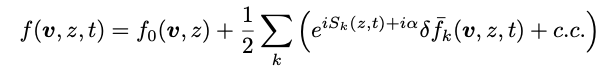 f(v, z, t) = f_0(v, z) + \frac{1}{2} \sum_k \left( e^{iS_k(z,t)+i\alpha} \delta \bar{f}_k(v, z, t) + c.c. \right)